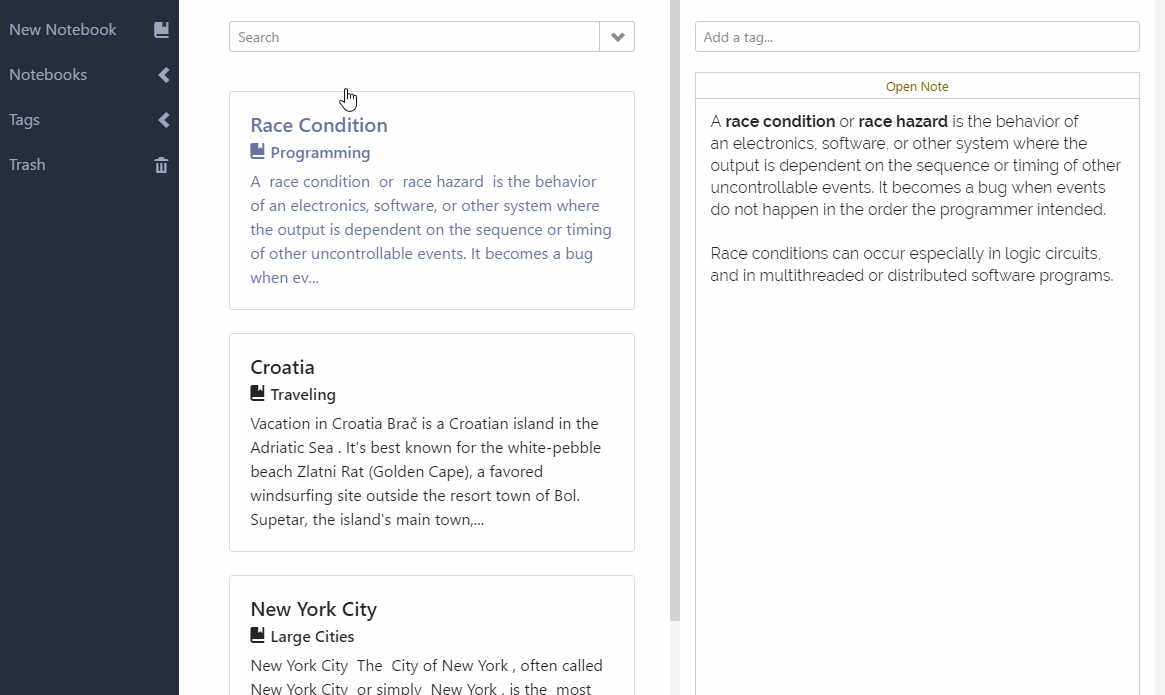 New Notebook
Notebooks
Tags
Trash
Search
Race Condition
Programming
A race condition or race hazard is the behavior
of an electronics, software, or other system where
the output is dependent on the sequence or timing
of other uncontrollable events. It becomes a bug
when ev...
Croatia
Traveling
Vacation in Croatia Brač is a Croatian island in the
Adriatic Sea . It's best known for the white-pebble
beach Zlatni Rat (Golden Cape), a favored
windsurfing site outside the resort town of Bol.
Supetar, the island's main town,...
New York City
Large Cities
New York City The City of New York , often called
New York City or simply New York , is the most
Add a tag...
Open Note
A race condition or race hazard is the behavior of
an electronics, software, or other system where the
output is dependent on the sequence or timing of other
uncontrollable events. It becomes a bug when events
do not happen in the order the programmer intended.
Race conditions can occur especially in logic circuits,
and in multithreaded or distributed software programs.